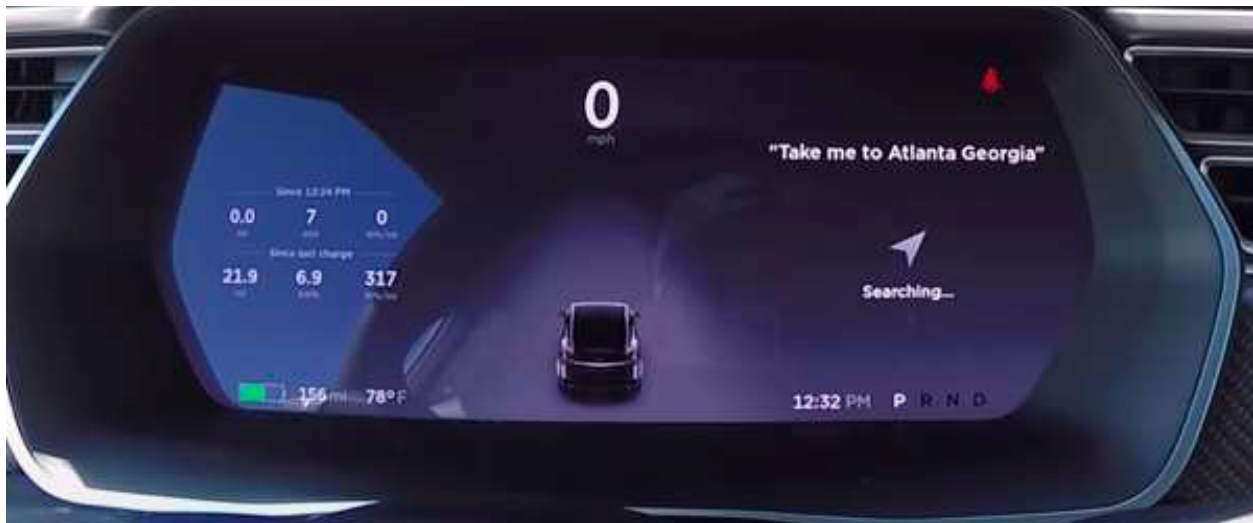 0
mph
"Take me to Atlanta Georgia"
Since 12:24 PM
0.0 7 0
Since last charge
21.9 6.9 317
Searching...
156 mi 78° F
12:32 PM P R N D